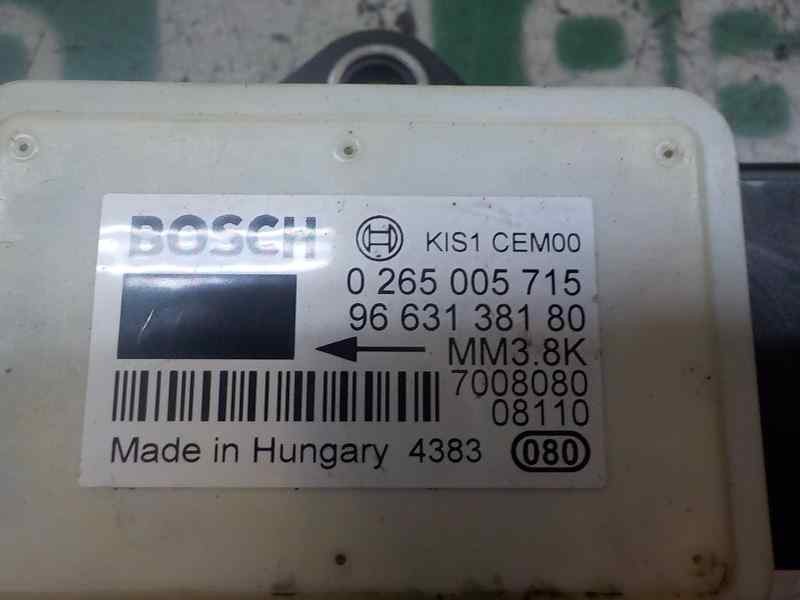 BOSCH KIS1 CEM00
0 265 005 715
96 631 381 80
MM3.8K
7008080
08110
Made in Hungary 4383 080